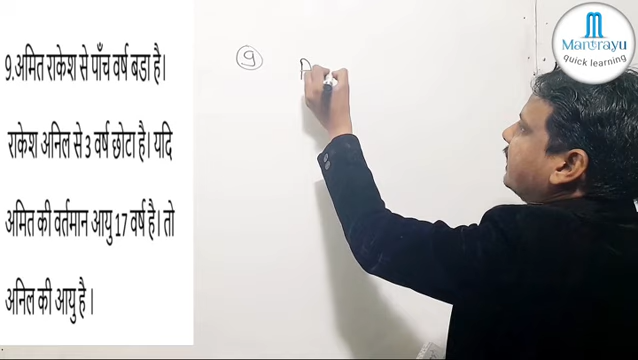 9.अमित राकेश से पाँच वर्ष बडा है।
राकेश अनिल से 3 वर्ष छोटा है। यदि
अमित की वर्तमान आयु 17 वर्ष है। तो
अनिल की आयु है ।
9
Manurayu
quick learning